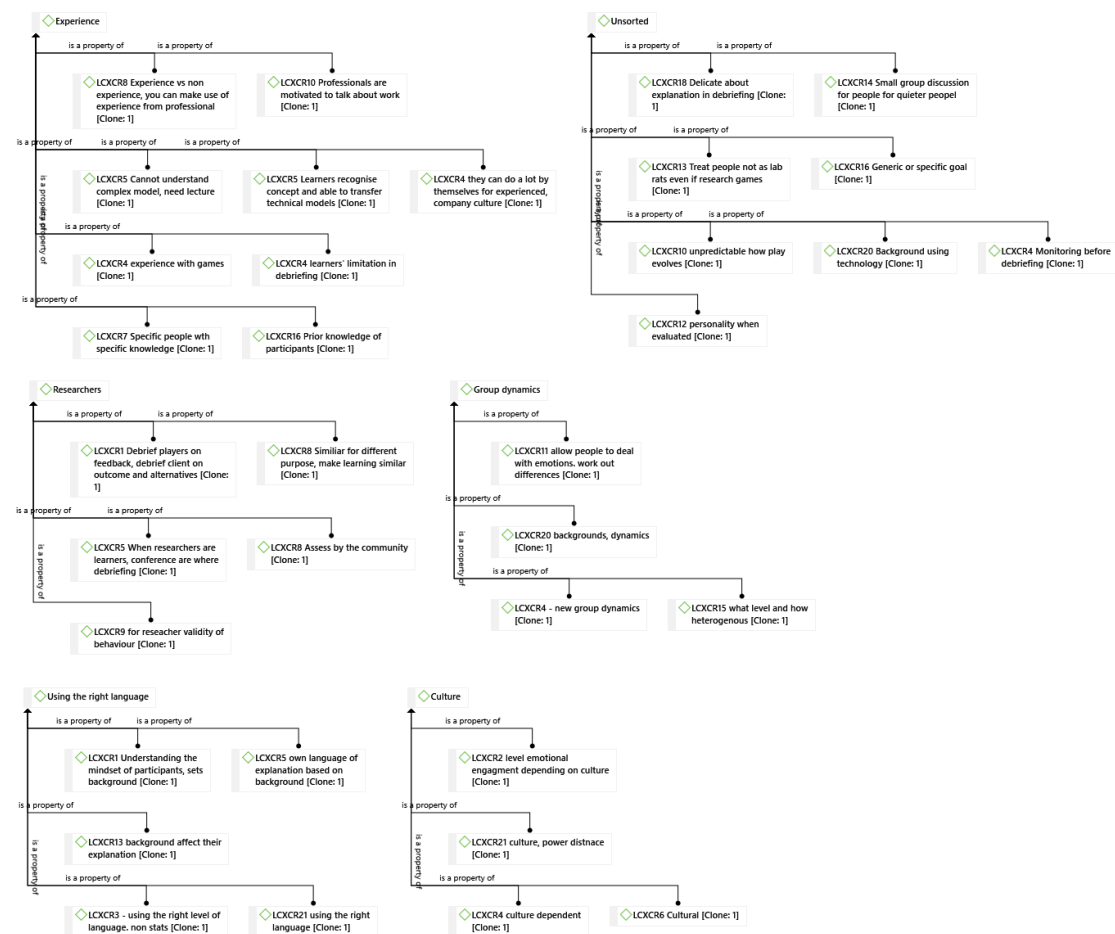 Experience
is a property of
is a property of
LCXCR8 Experience vs non
experience, you can make use of
experience from professional
[Clone: 1]
LCXCR10 Professionals are
motivated to talk about work
[Clone: 1]
is a property of
is a property of
is a property of
LCXCR5 Cannot understand
complex model, need lecture
[Clone: 1]
LCXCR5 Learners recognise
concept and able to transfer
technical models [Clone: 1]
LCXCR4 they can do a lot by
themselves for experienced,
company culture [Clone: 1]
is a property of
is a property of
is a property of
LCXCR4 experience with games
[Clone: 1]
LCXCR4 learners' limitation in
debriefing [Clone: 1]
is a property of
LCXCR7 Specific people wth
specific knowledge [Clone: 1]
LCXCR16 Prior knowledge of
participants [Clone: 1]
Unsorted
is a property of
is a property of
LCXCR18 Delicate about
explanation in debriefing [Clone:
1]
LCXCR14 Small group discussion
for people for quieter peopel
[Clone: 1]
is a property of
is a property of
LCXCR13 Treat people not as lab
rats even if research games
[Clone: 1]
LCXCR16 Generic or specific goal
[Clone: 1]
is a property of
is a property of
is a property of
is a property of
LCXCR10 unpredictable how play
evolves [Clone: 1]
LCXCR20 Background using
technology [Clone: 1]
LCXCR4 Monitoring before
debriefing [Clone: 1]
LCXCR12 personality when
evaluated [Clone: 1]
Researchers
is a property of
is a property of
LCXCR1 Debrief players on
feedback, debrief client on
outcome and alternatives [Clone:
1]
LCXCR8 Similiar for different
purpose, make learning similar
[Clone: 1]
is a property of
is a property of
LCXCR5 When researchers are
learners, conference are where
debriefing [Clone: 1]
LCXCR8 Assess by the community
[Clone: 1]
is a property of
LCXCR9 for reseacher validity of
behaviour [Clone: 1]
Group dynamics
is a property of
LCXCR11 allow people to deal
with emotions. work out
differences [Clone: 1]
is a property of
LCXCR20 backgrounds, dynamics
[Clone: 1]
is a property of
is a property of
LCXCR4 - new group dynamics
[Clone: 1]
LCXCR15 what level and how
heterogenous [Clone: 1]
Using the right language
is a property of
is a property of
LCXCR1 Understanding the
mindset of participants, sets
background [Clone: 1]
LCXCR5 own language of
explanation based on
background [Clone: 1]
is a property of
LCXCR13 background affect their
explanation [Clone: 1]
is a property of
is a property of
LCXCR3 - using the right level of
language. non stats [Clone: 1]
LCXCR21 using the right
language [Clone: 1]
Culture
is a property of
LCXCR2 level emotional
engagment depending on culture
[Clone: 1]
is a property of
LCXCR21 culture, power distnace
[Clone: 1]
is a property of
is a property of
LCXCR4 culture dependent
[Clone: 1]
LCXCR6 Cultural [Clone: 1]